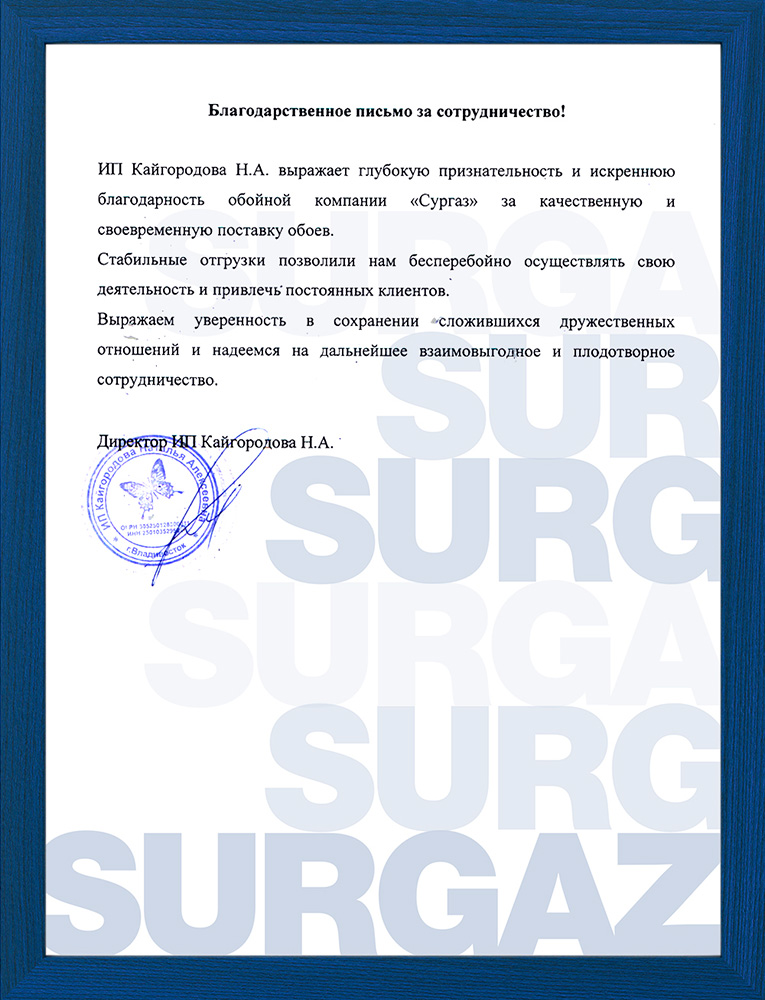 Благодарственное письмо за сотрудничество!
ИП Кайгородова Н.А. выражает глубокую признательность и искреннюю
благодарность обойной компании «Сургаз» за качественную и
своевременную поставку обоев.
Стабильные отгрузки позволили нам бесперебойно осуществлять свою
деятельность и привлечь постоянных клиентов.
Выражаем уверенность в сохранении сложившихся дружественных
отношений и надеемся на дальнейшее взаимовыгодное и плодотворное
сотрудничество.
Директор ИП Кайгородова Н.А.
ИП Кайгородова Наталья Алексеевна
ОГРН
ИНН
г.Владивосток
SURGA
SUR
SURG
SURGA
SURG
SURGAZ